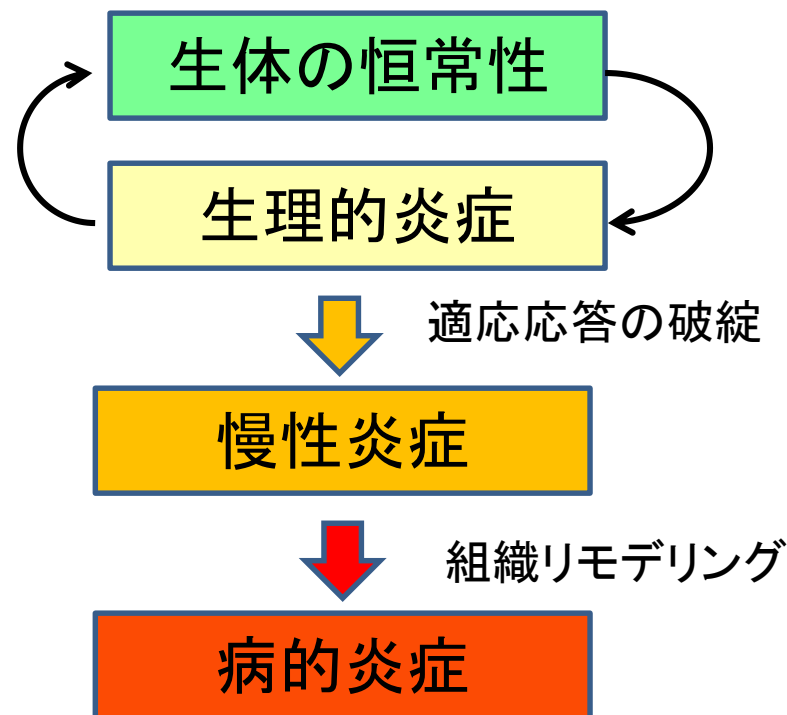 生体の恒常性
生理的炎症
適応応答の破綻
慢性炎症
組織リモデリング
病的炎症